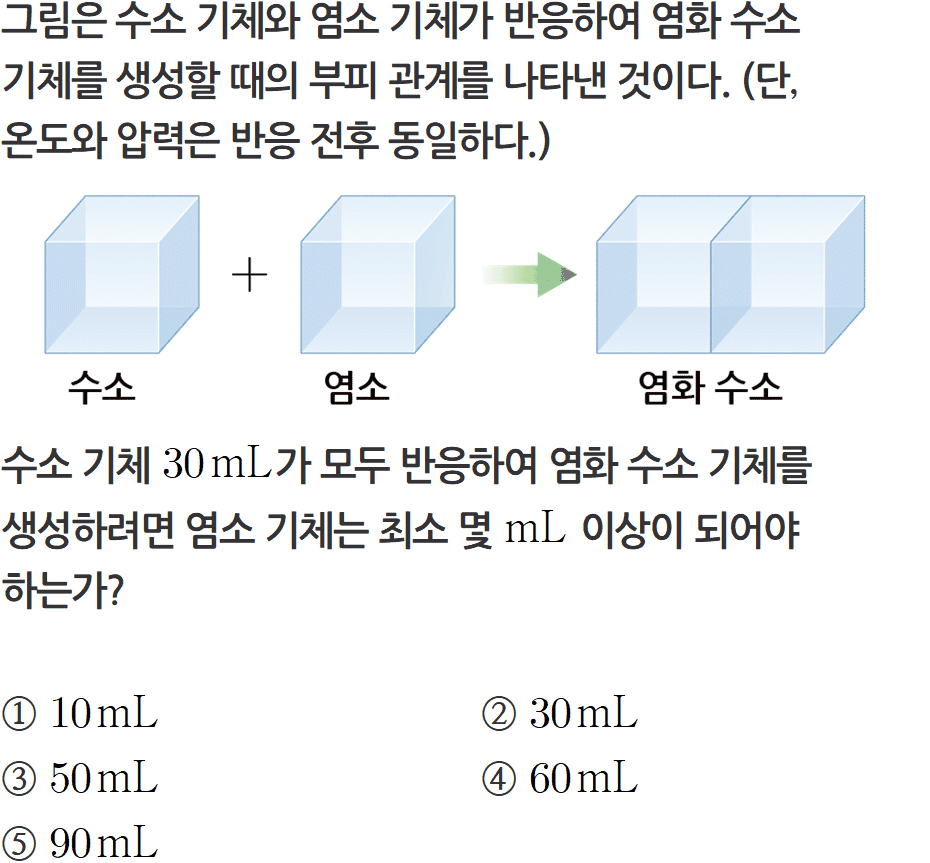 그림은 수소 기체와 염소 기체가 반응하여 염화 수소
기체를 생성할 때의 부피 관계를 나타낸 것이다. (단,
온도와 압력은 반응 전후 동일하다.)
+
수소 염소 염화 수소
수소 기체 30 mL가 모두 반응하여 염화 수소 기체를
생성하려면 염소 기체는 최소 몇 mL 이상이 되어야
하는가?
① 10 mL ② 30 mL
③ 50 mL ④ 60 mL
⑤ 90 mL